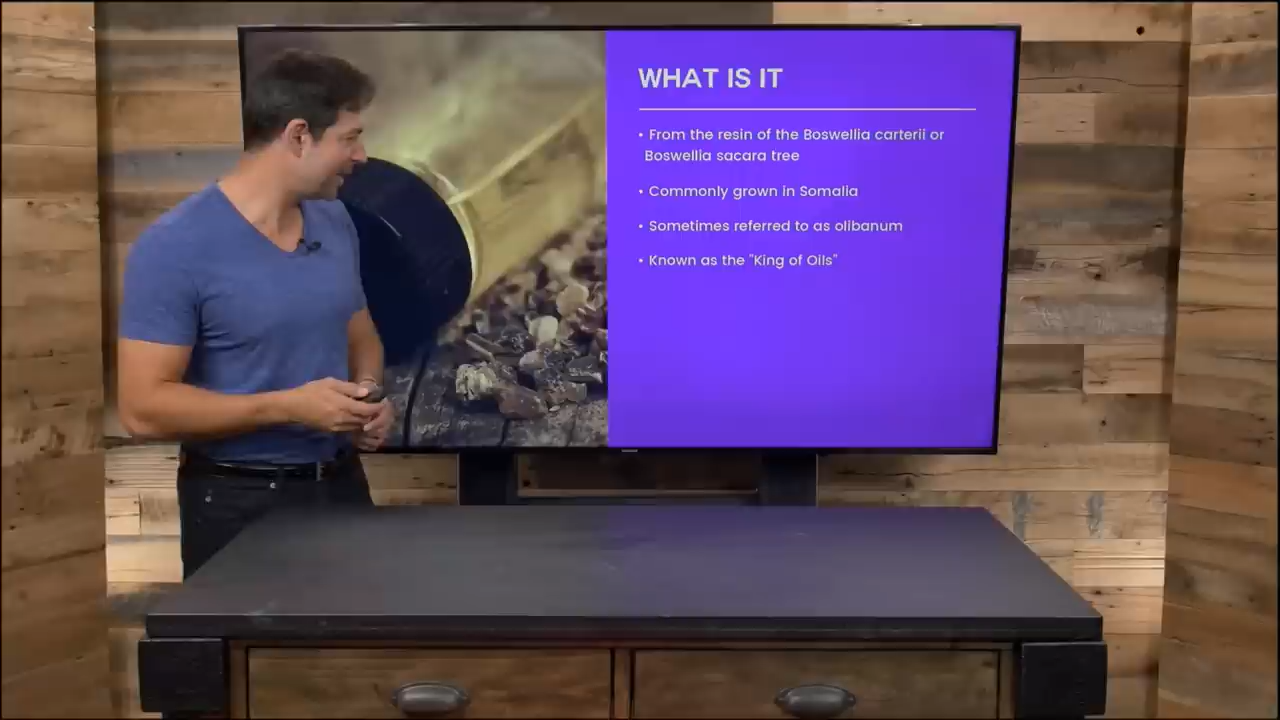 WHAT IS IT
• From the resin of the Boswellia carterii or
Boswellia sacara tree
• Commonly grown in Somalia
• Sometimes referred to as olibanum
• Known as the "King of Oils"